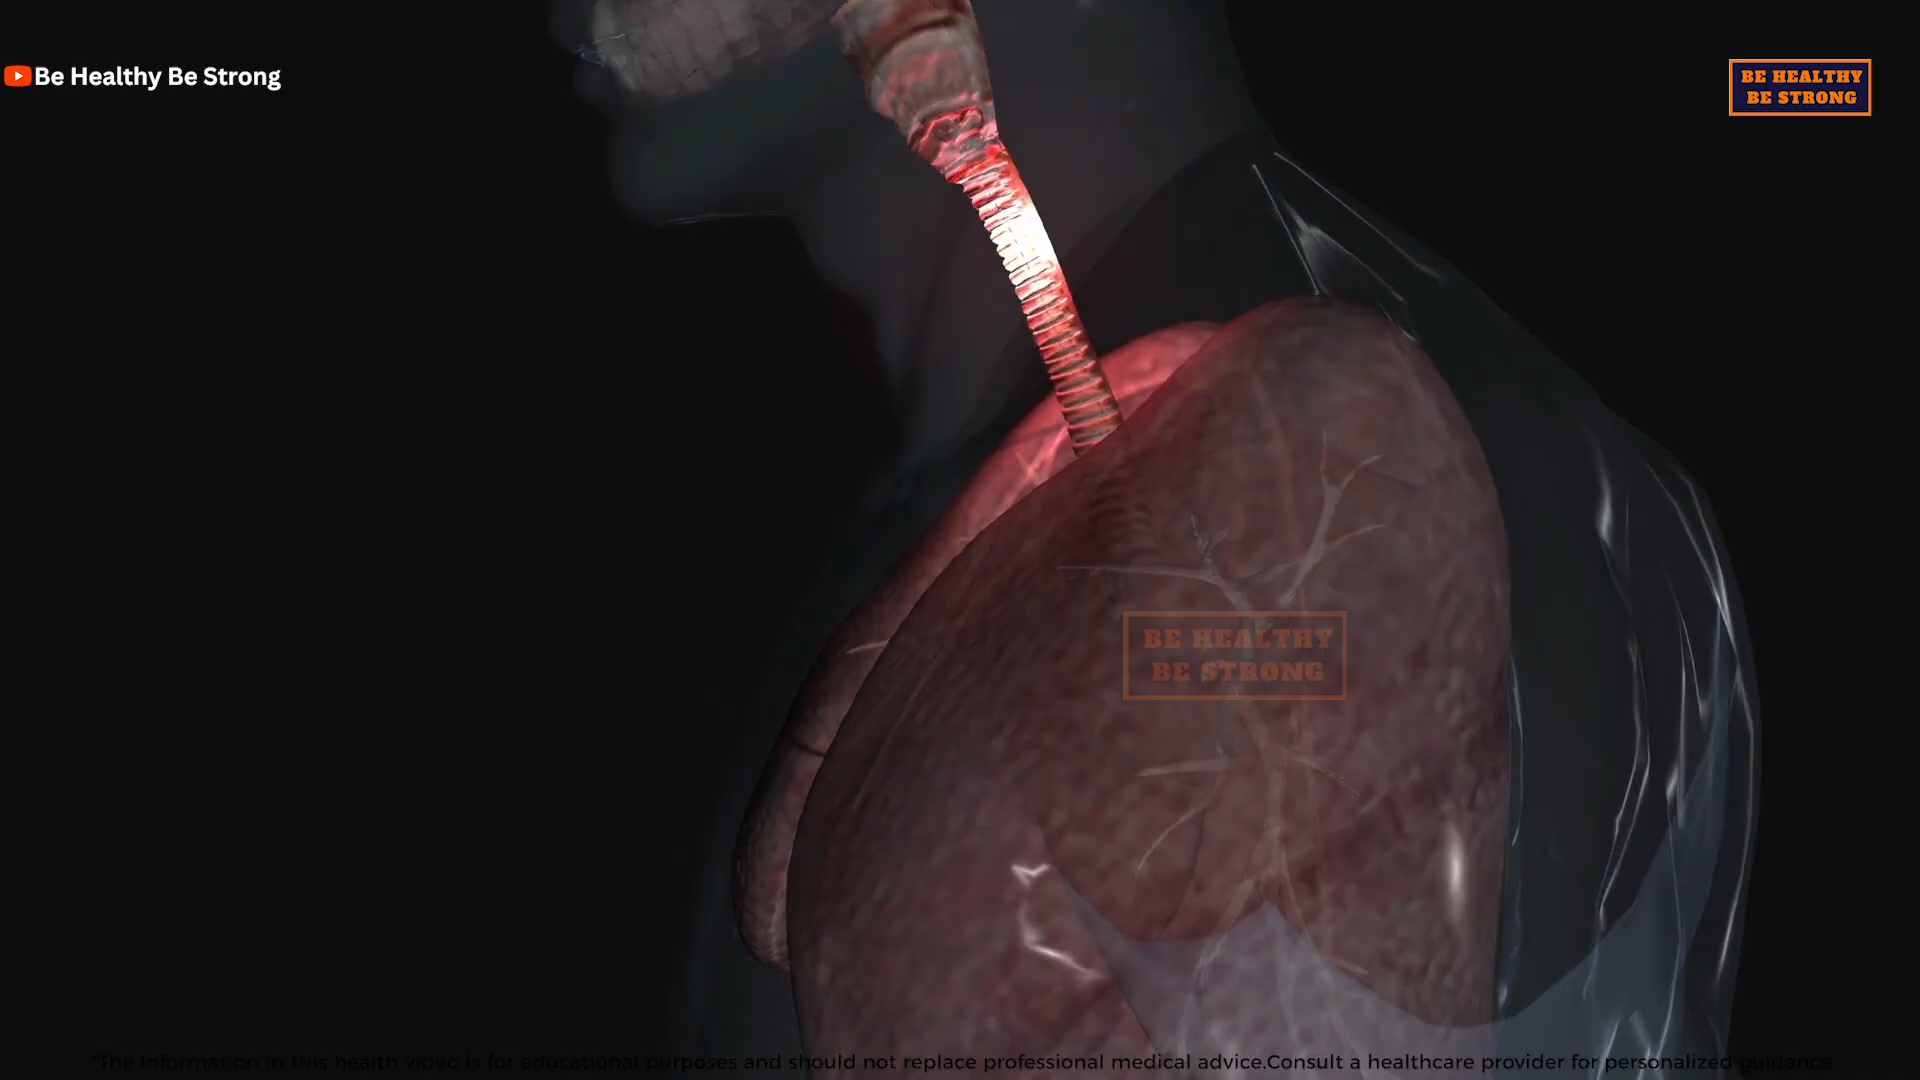 Be Healthy Be Strong
BE HEALTHY
BE STRONG
BE HEALTHY
BE STRONG
*The information in this health video is for educational purposes and should not replace professional medical advice.Consult a healthcare provider for personalized guidance.